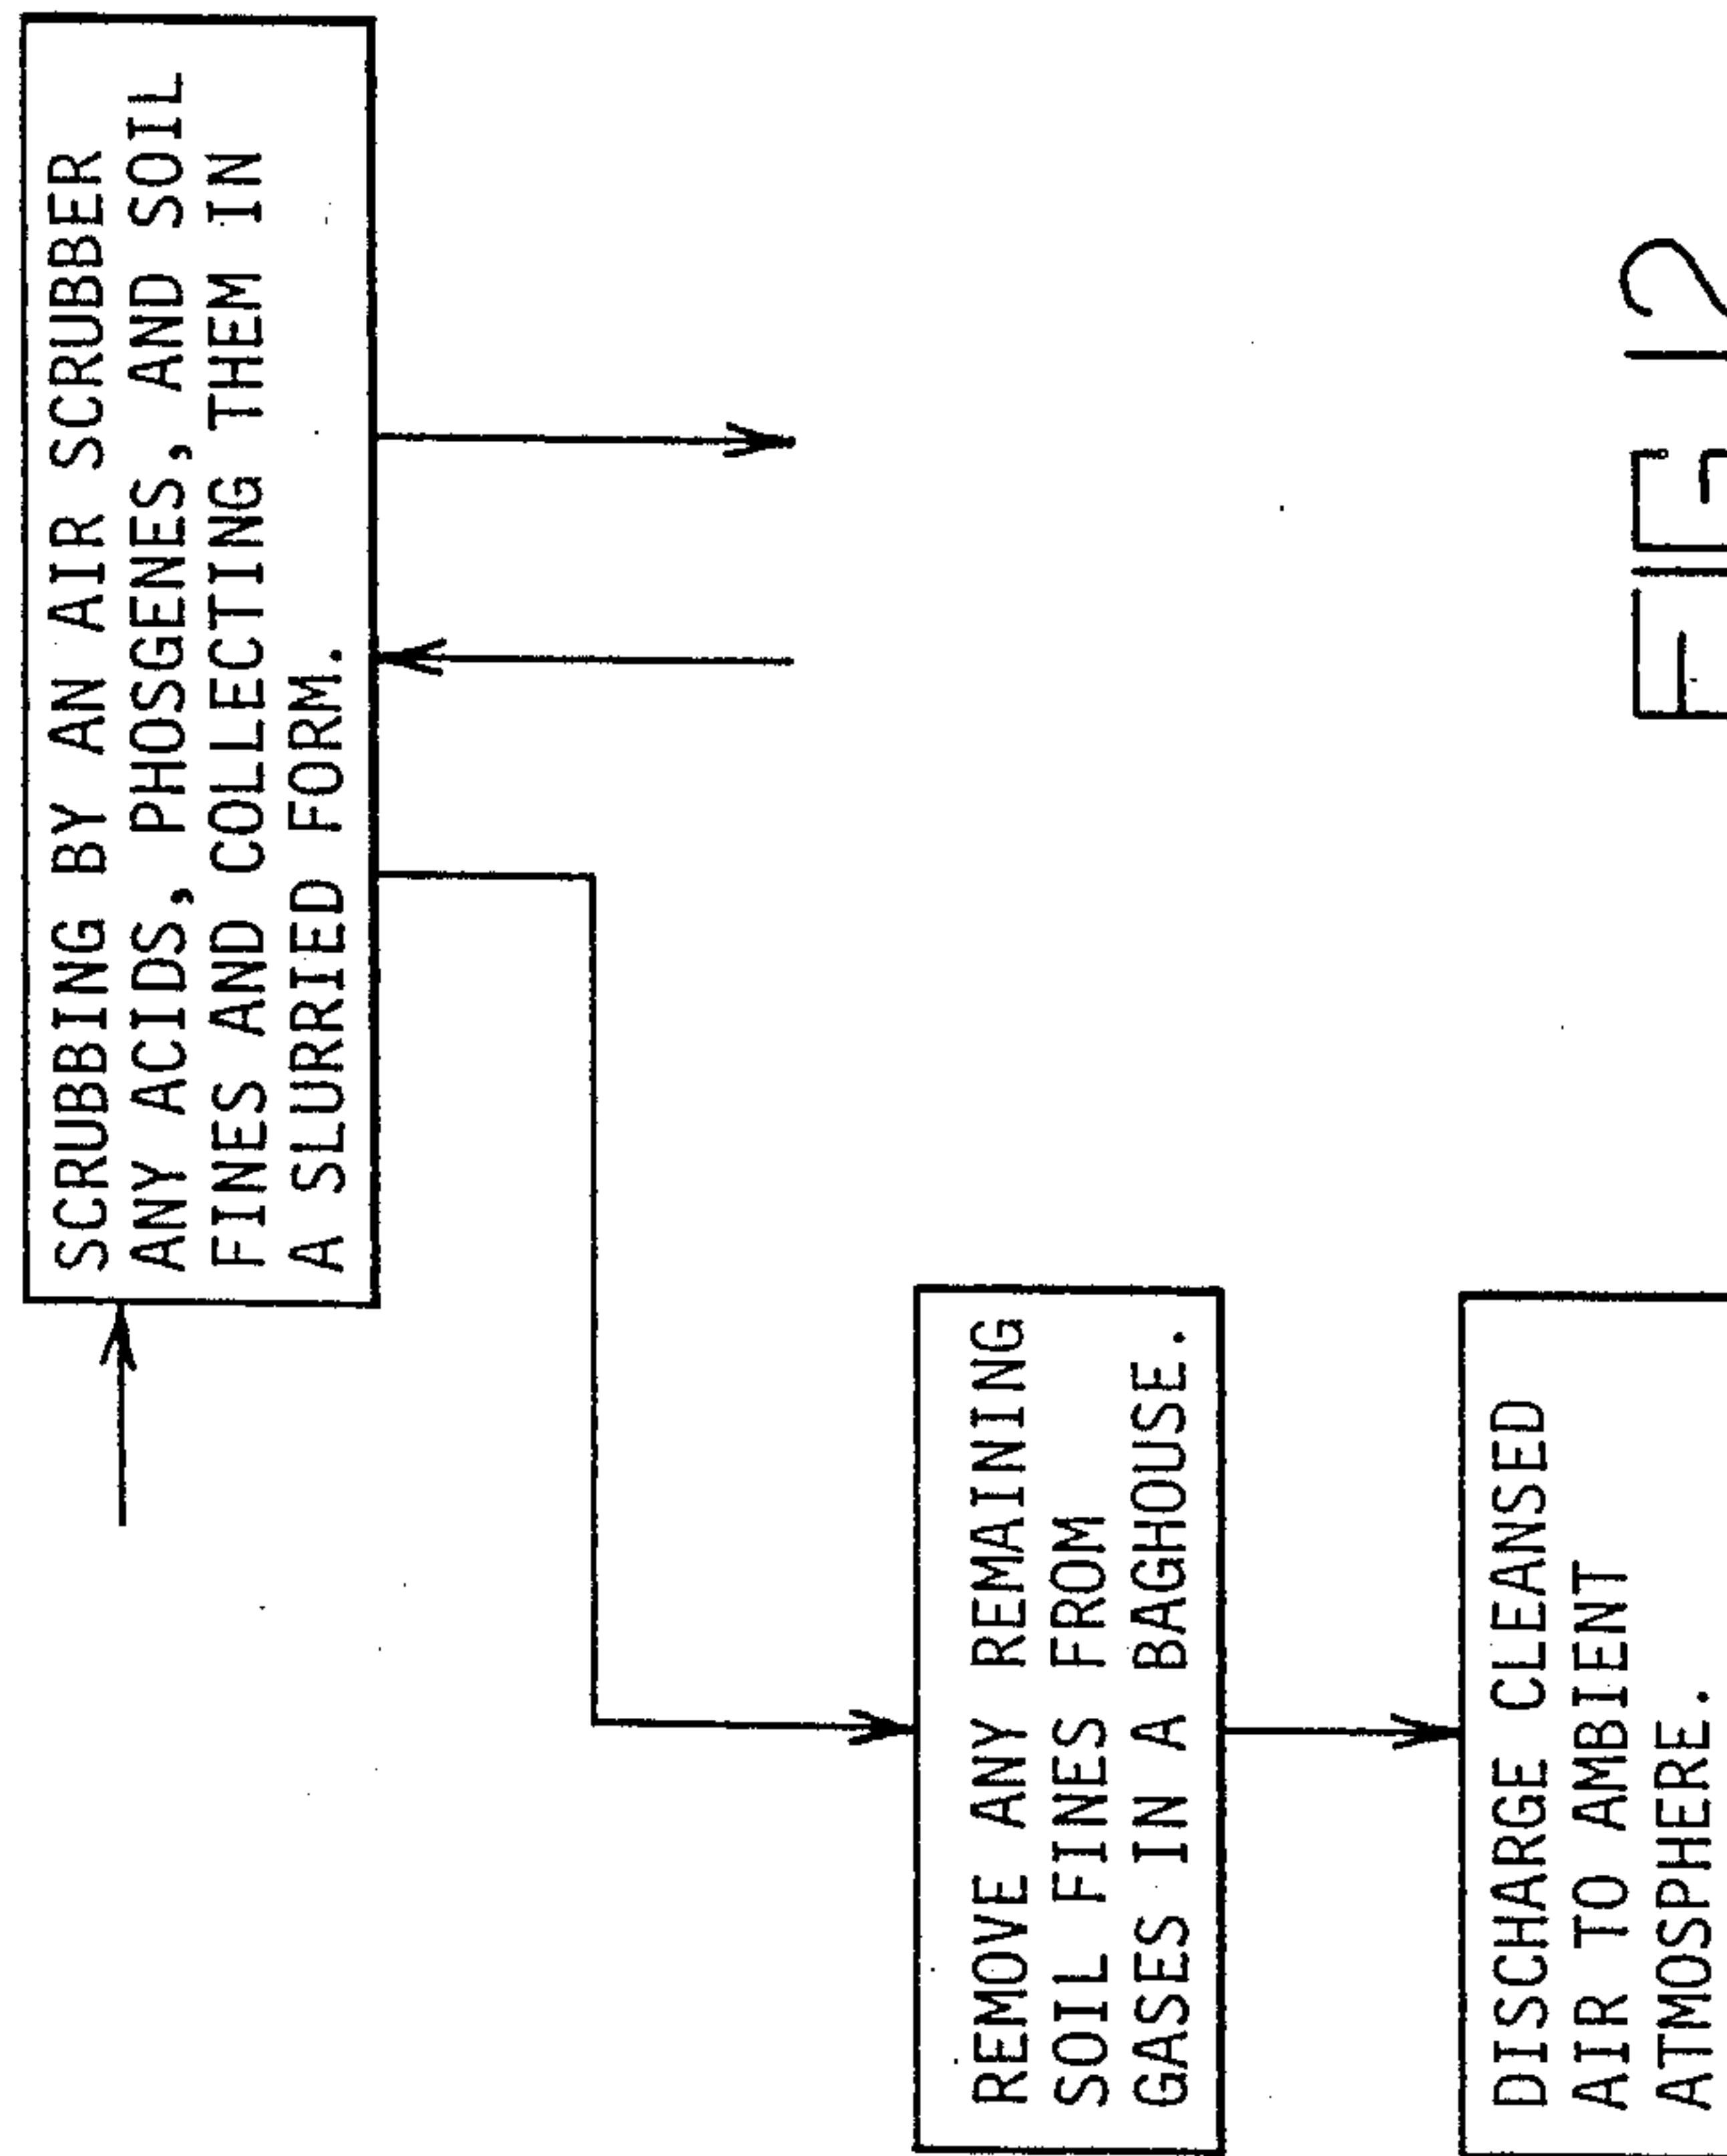 SCRUBBING BY AN AIR SCRUBBER
ANY ACIDS, PHOSGENES, AND SOIL
FINES AND COLLECTING THEM IN
A SLURRIED FORM.
REMOVE ANY REMAINING
SOIL FINES FROM
GASES IN A BAGHOUSE.
DISCHARGE CLEANSED
AIR TO AMBIENT
ATMOSPHERE.
FIG 12